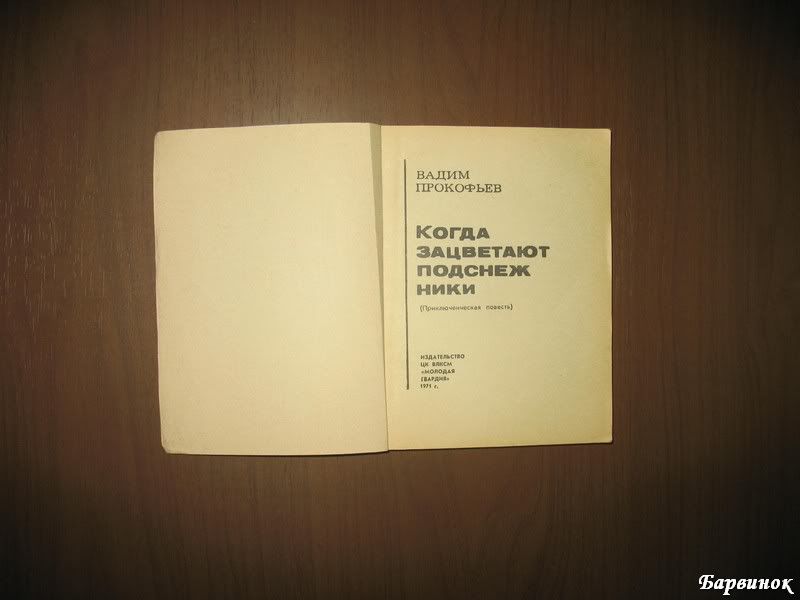 ВАДИМ
ПРОКОФЬЕВ
КОГДА
ЗАЦВЕТАЮТ
ПОДСНЕЖ
НИКИ
(Приключенческая повесть)
ИЗДАТЕЛЬСТВО
ЦК ВЛКСМ
«МОЛОДАЯ
ГВАРДИЯ»
1971 г.
Барвинок